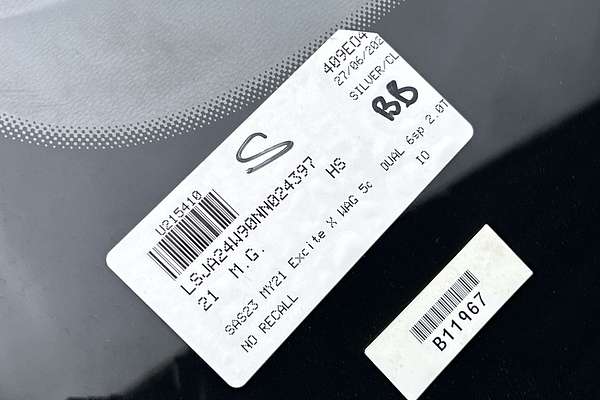 409ED4
27/06/202
SILVER/CL
BB
S
U215410
LSJA24W90NN024397
21 M.G. HS
SAS23 MY21 Excite X WAG 5c DUAL 6sp 2.0T
NO RECALL IO
B11967